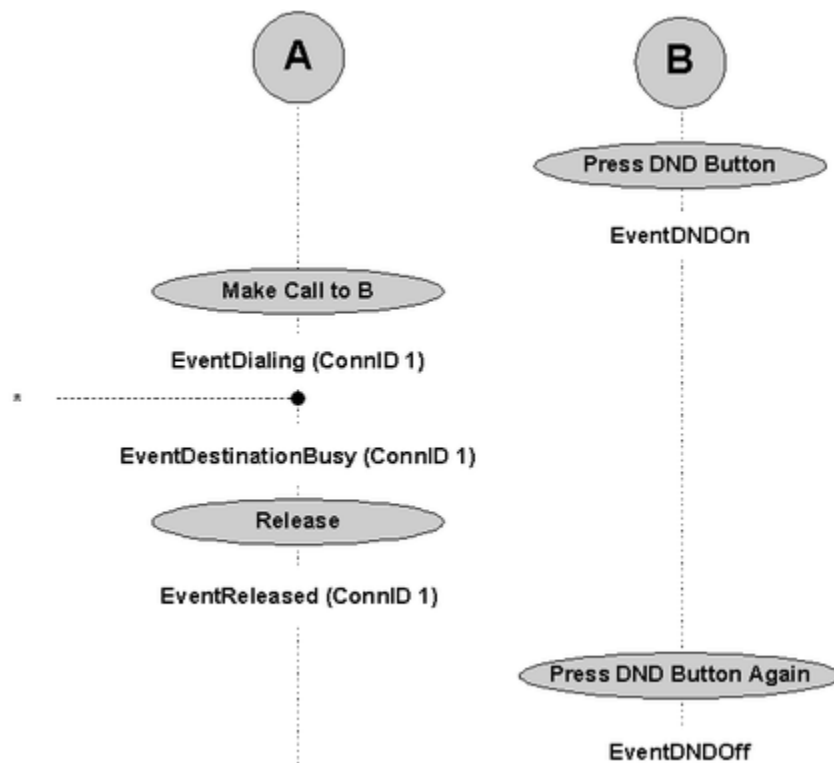 A
B
Press DND Button
EventDNDOn
Make Call to B
EventDialing (ConnID 1)
*
EventDestinationBusy (ConnID 1)
Release
EventReleased (ConnID 1)
Press DND Button Again
EventDNDOff